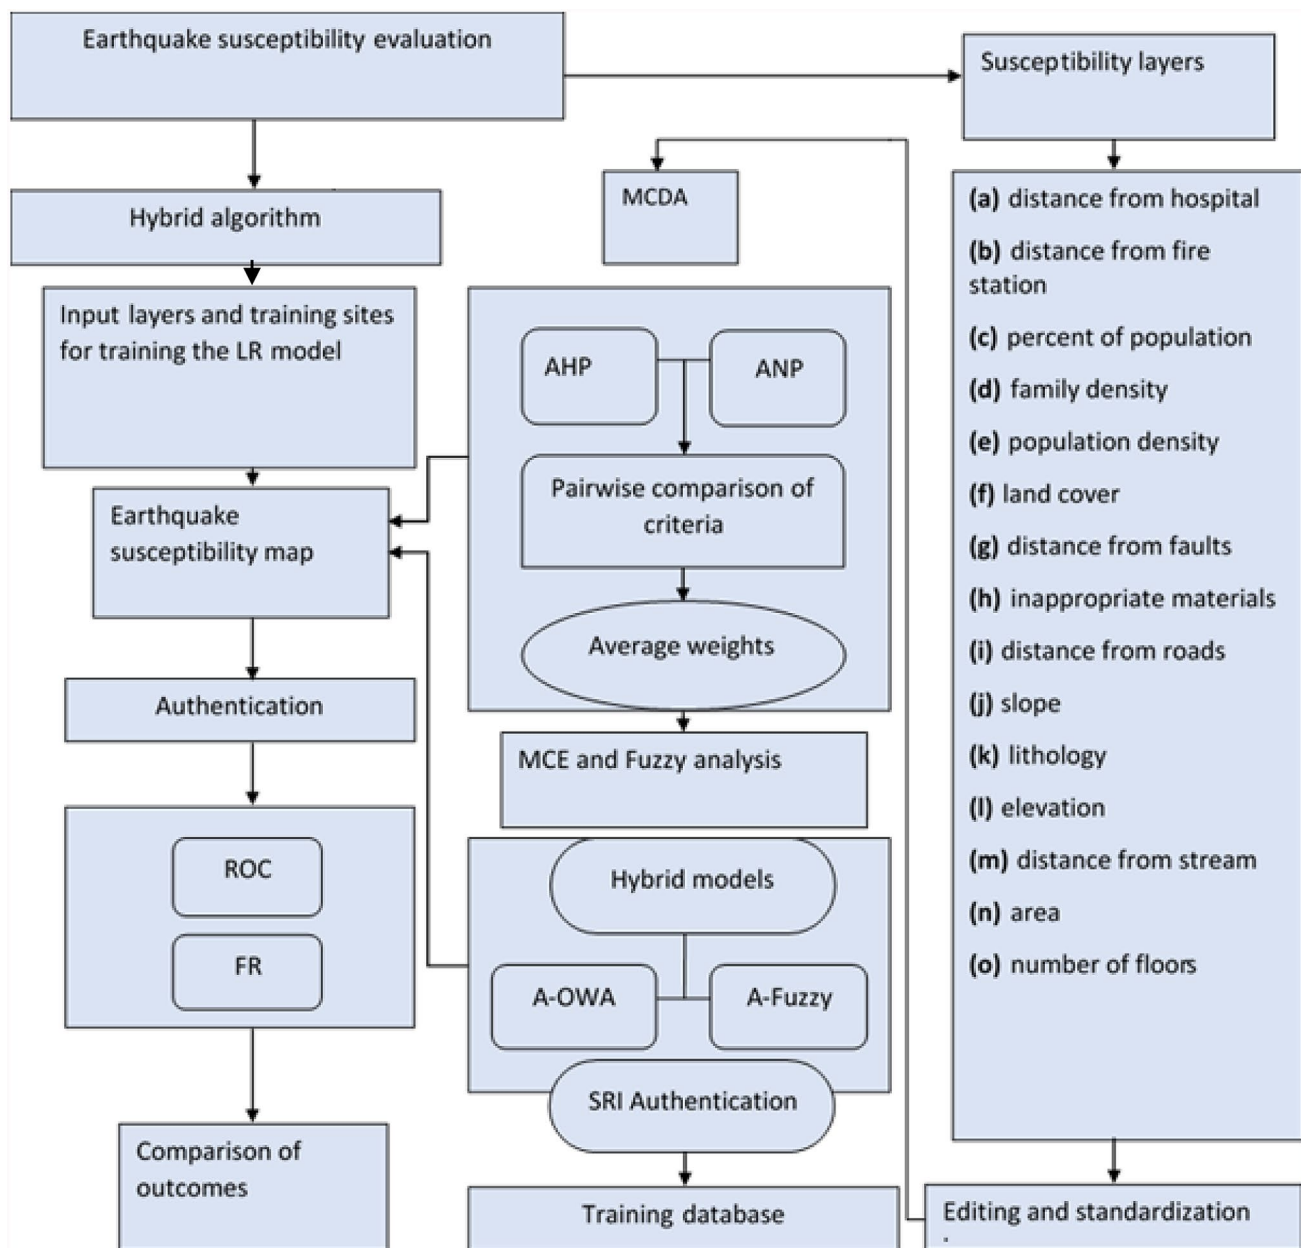 Earthquake susceptibility evaluation
Susceptibility layers
Hybrid algorithm
Input layers and training sites
for training the LR model
Earthquake
susceptibility map
Authentication
ROC
FR
Comparison of
outcomes
MCDA
AHP
ANP
Pairwise comparison of
criteria
Average weights
MCE and Fuzzy analysis
Hybrid models
A-OWA
A-Fuzzy
SRI Authentication
Training database
(a) distance from hospital
(b) distance from fire
station
(c) percent of population
(d) family density
(e) population density
(f) land cover
(g) distance from faults
(h) inappropriate materials
(i) distance from roads
(j) slope
(k) lithology
(l) elevation
(m) distance from stream
(n) area
(o) number of floors
Editing and standardization
.